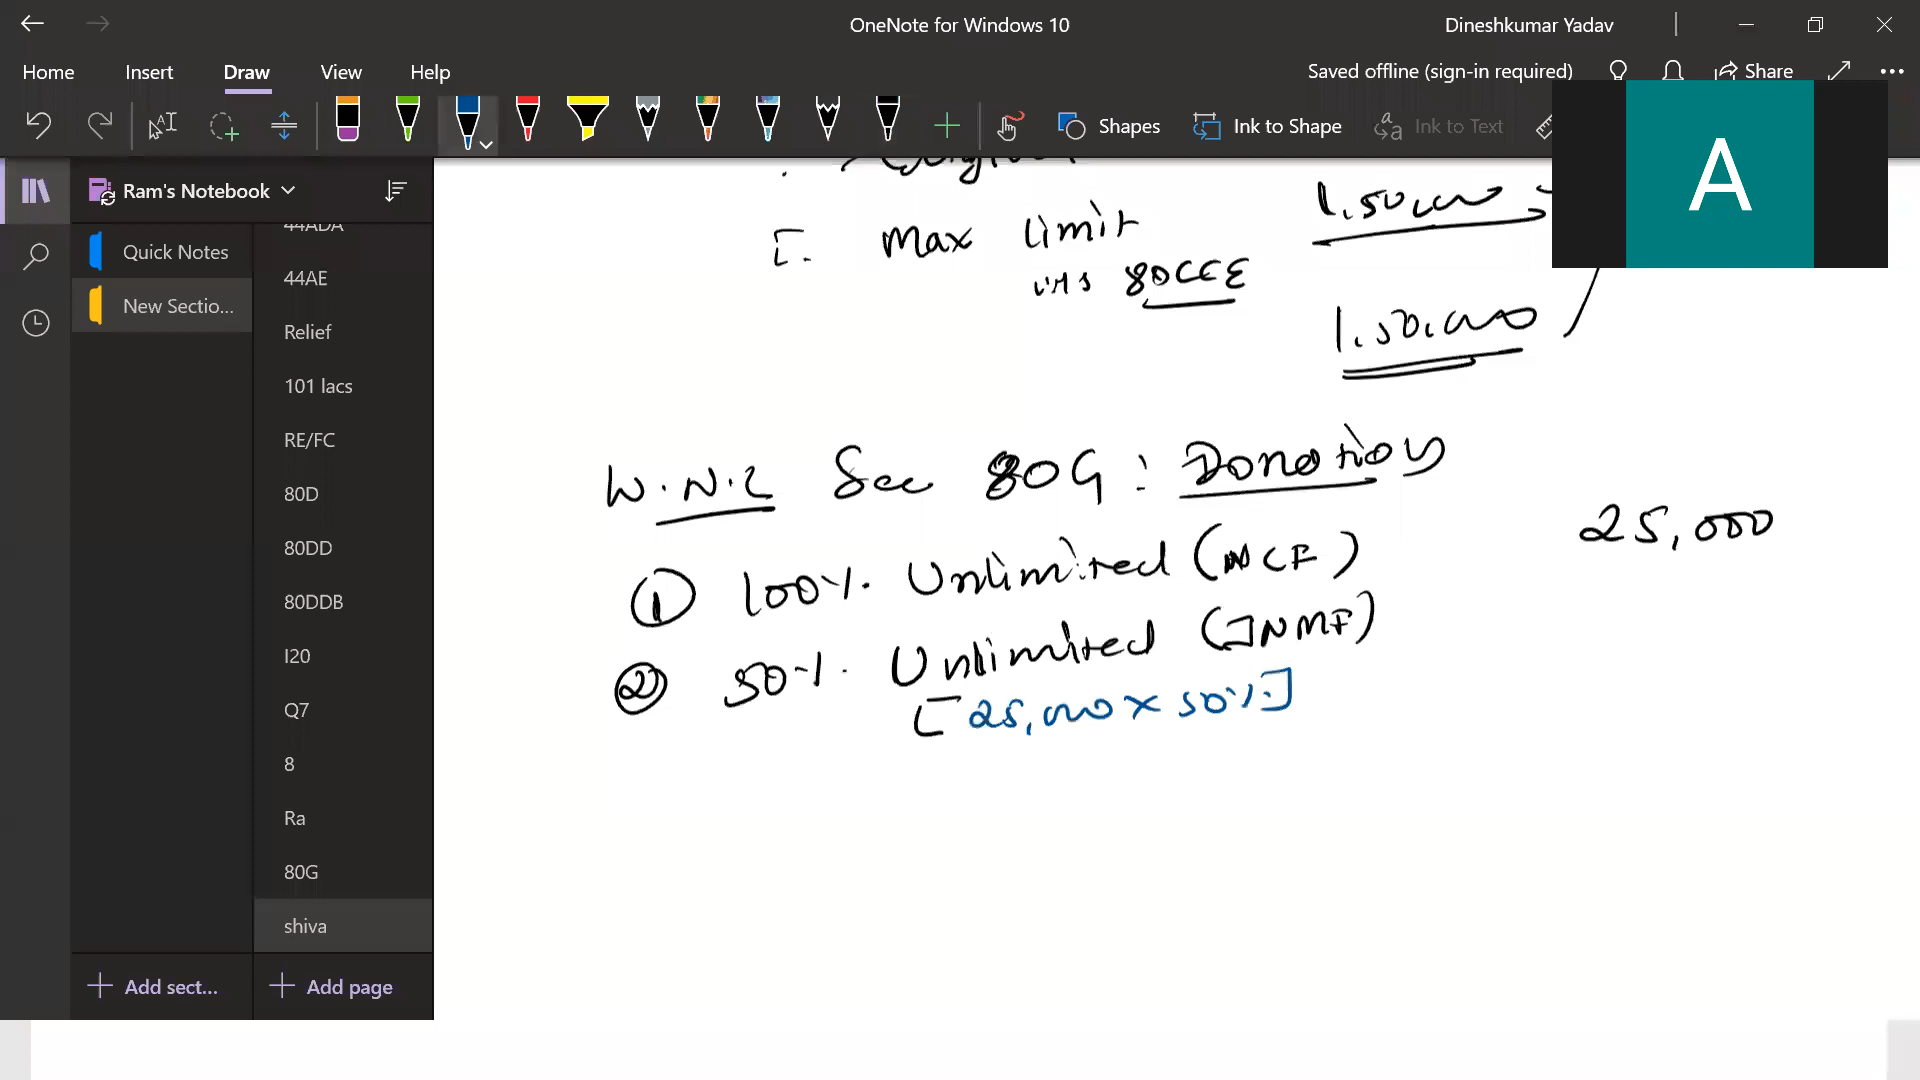 OneNote for Windows 10
Dineshkumar Yadav
Home Insert Draw View Help
Saved offline (sign-in required)
Share
Shapes
Ink to Shape
Ink to Text
A
Ram's Notebook
Quick Notes
New Sectio...
44ADA
44AE
Relief
101 lacs
RE/FC
80D
80DD
80DDB
I20
Q7
8
Ra
80G
shiva
Add sect...
Add page
1,50,000
E. Max limit
u/s 80CCE
1,50,000
W.N.2 Sec 80G : Donation
25,000
① 100%. Unlimited (NCF)
② 50%. Unlimited (JNMF)
[25,000 x 50%]